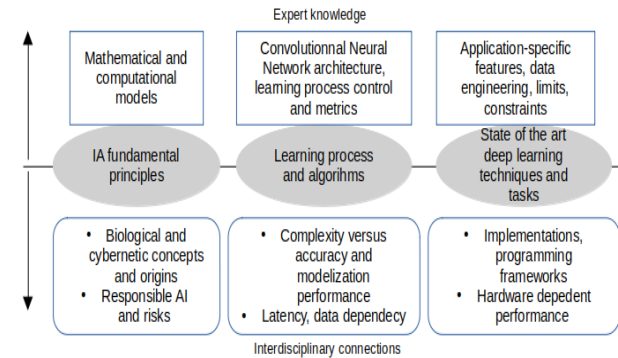 Expert knowledge
Mathematical and
computational
models
Convolutionnal Neural
Network architecture,
learning process control
and metrics
Application-specific
features, data
engineering, limits,
constraints
IA fundamental
principles
Learning process
and algorihms
State of the art
deep learning
techniques and
tasks
• Biological and
cybernetic concepts
and origins
• Responsible AI
and risks
• Complexity versus
accuracy and
modelization
performance
• Latency, data dependecy
• Implementations,
programming
frameworks
• Hardware depedent
performance
Interdisciplinary connections